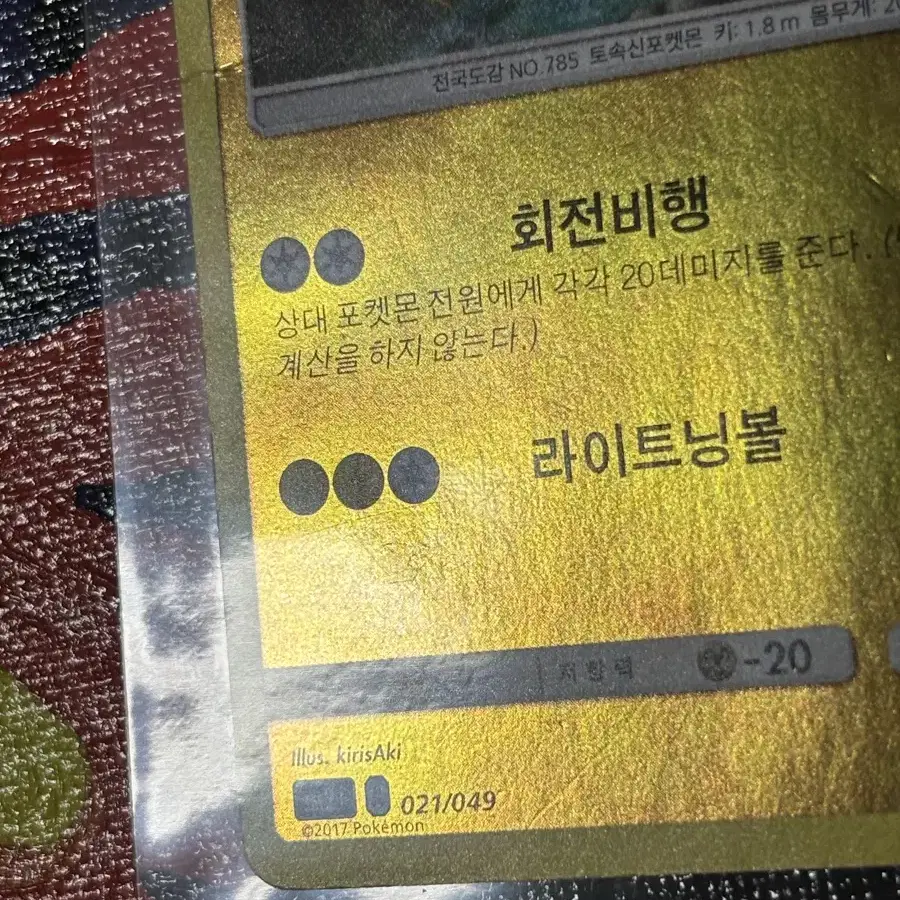 전국도감 NO.785 토속신포켓몬 키: 1.8 m 몸무게: 2
회전비행
상대 포켓몬 전원에게 각각 20데미지를 준다. (
계산을 하지 않는다.)
라이트닝볼
저항력 -20
Illus. kirisAki
021/049
©2017 Pokémon